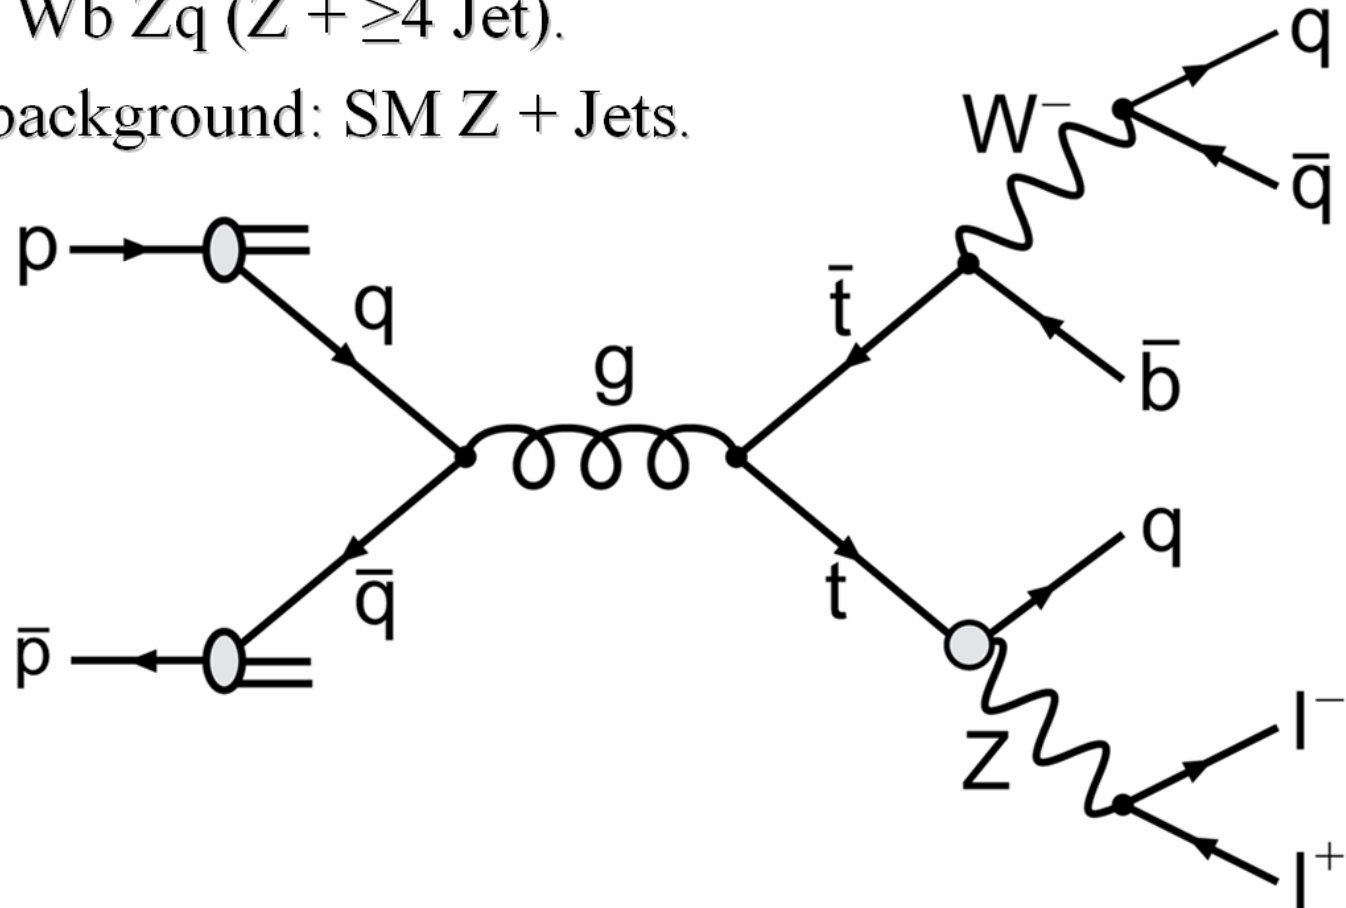 Wb Zq (Z + ≥4 Jet).
background: SM Z + Jets.
q
W⁻
q̄
p
q
t̄
g
b̄
q
t
q̄
p̄
l⁻
Z
l⁺